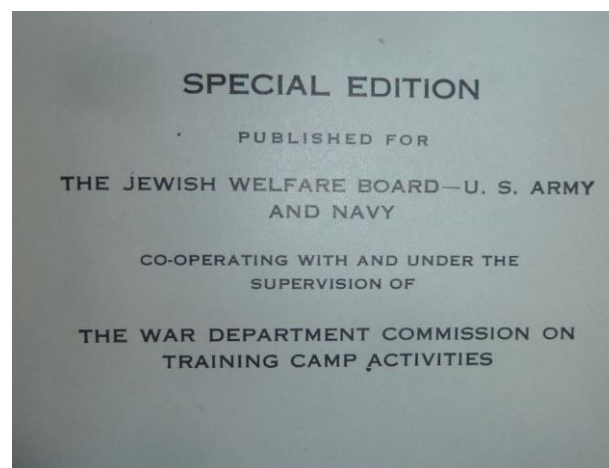 SPECIAL EDITION
PUBLISHED FOR
THE JEWISH WELFARE BOARD—U. S. ARMY
AND NAVY
CO-OPERATING WITH AND UNDER THE
SUPERVISION OF
THE WAR DEPARTMENT COMMISSION ON
TRAINING CAMP ACTIVITIES